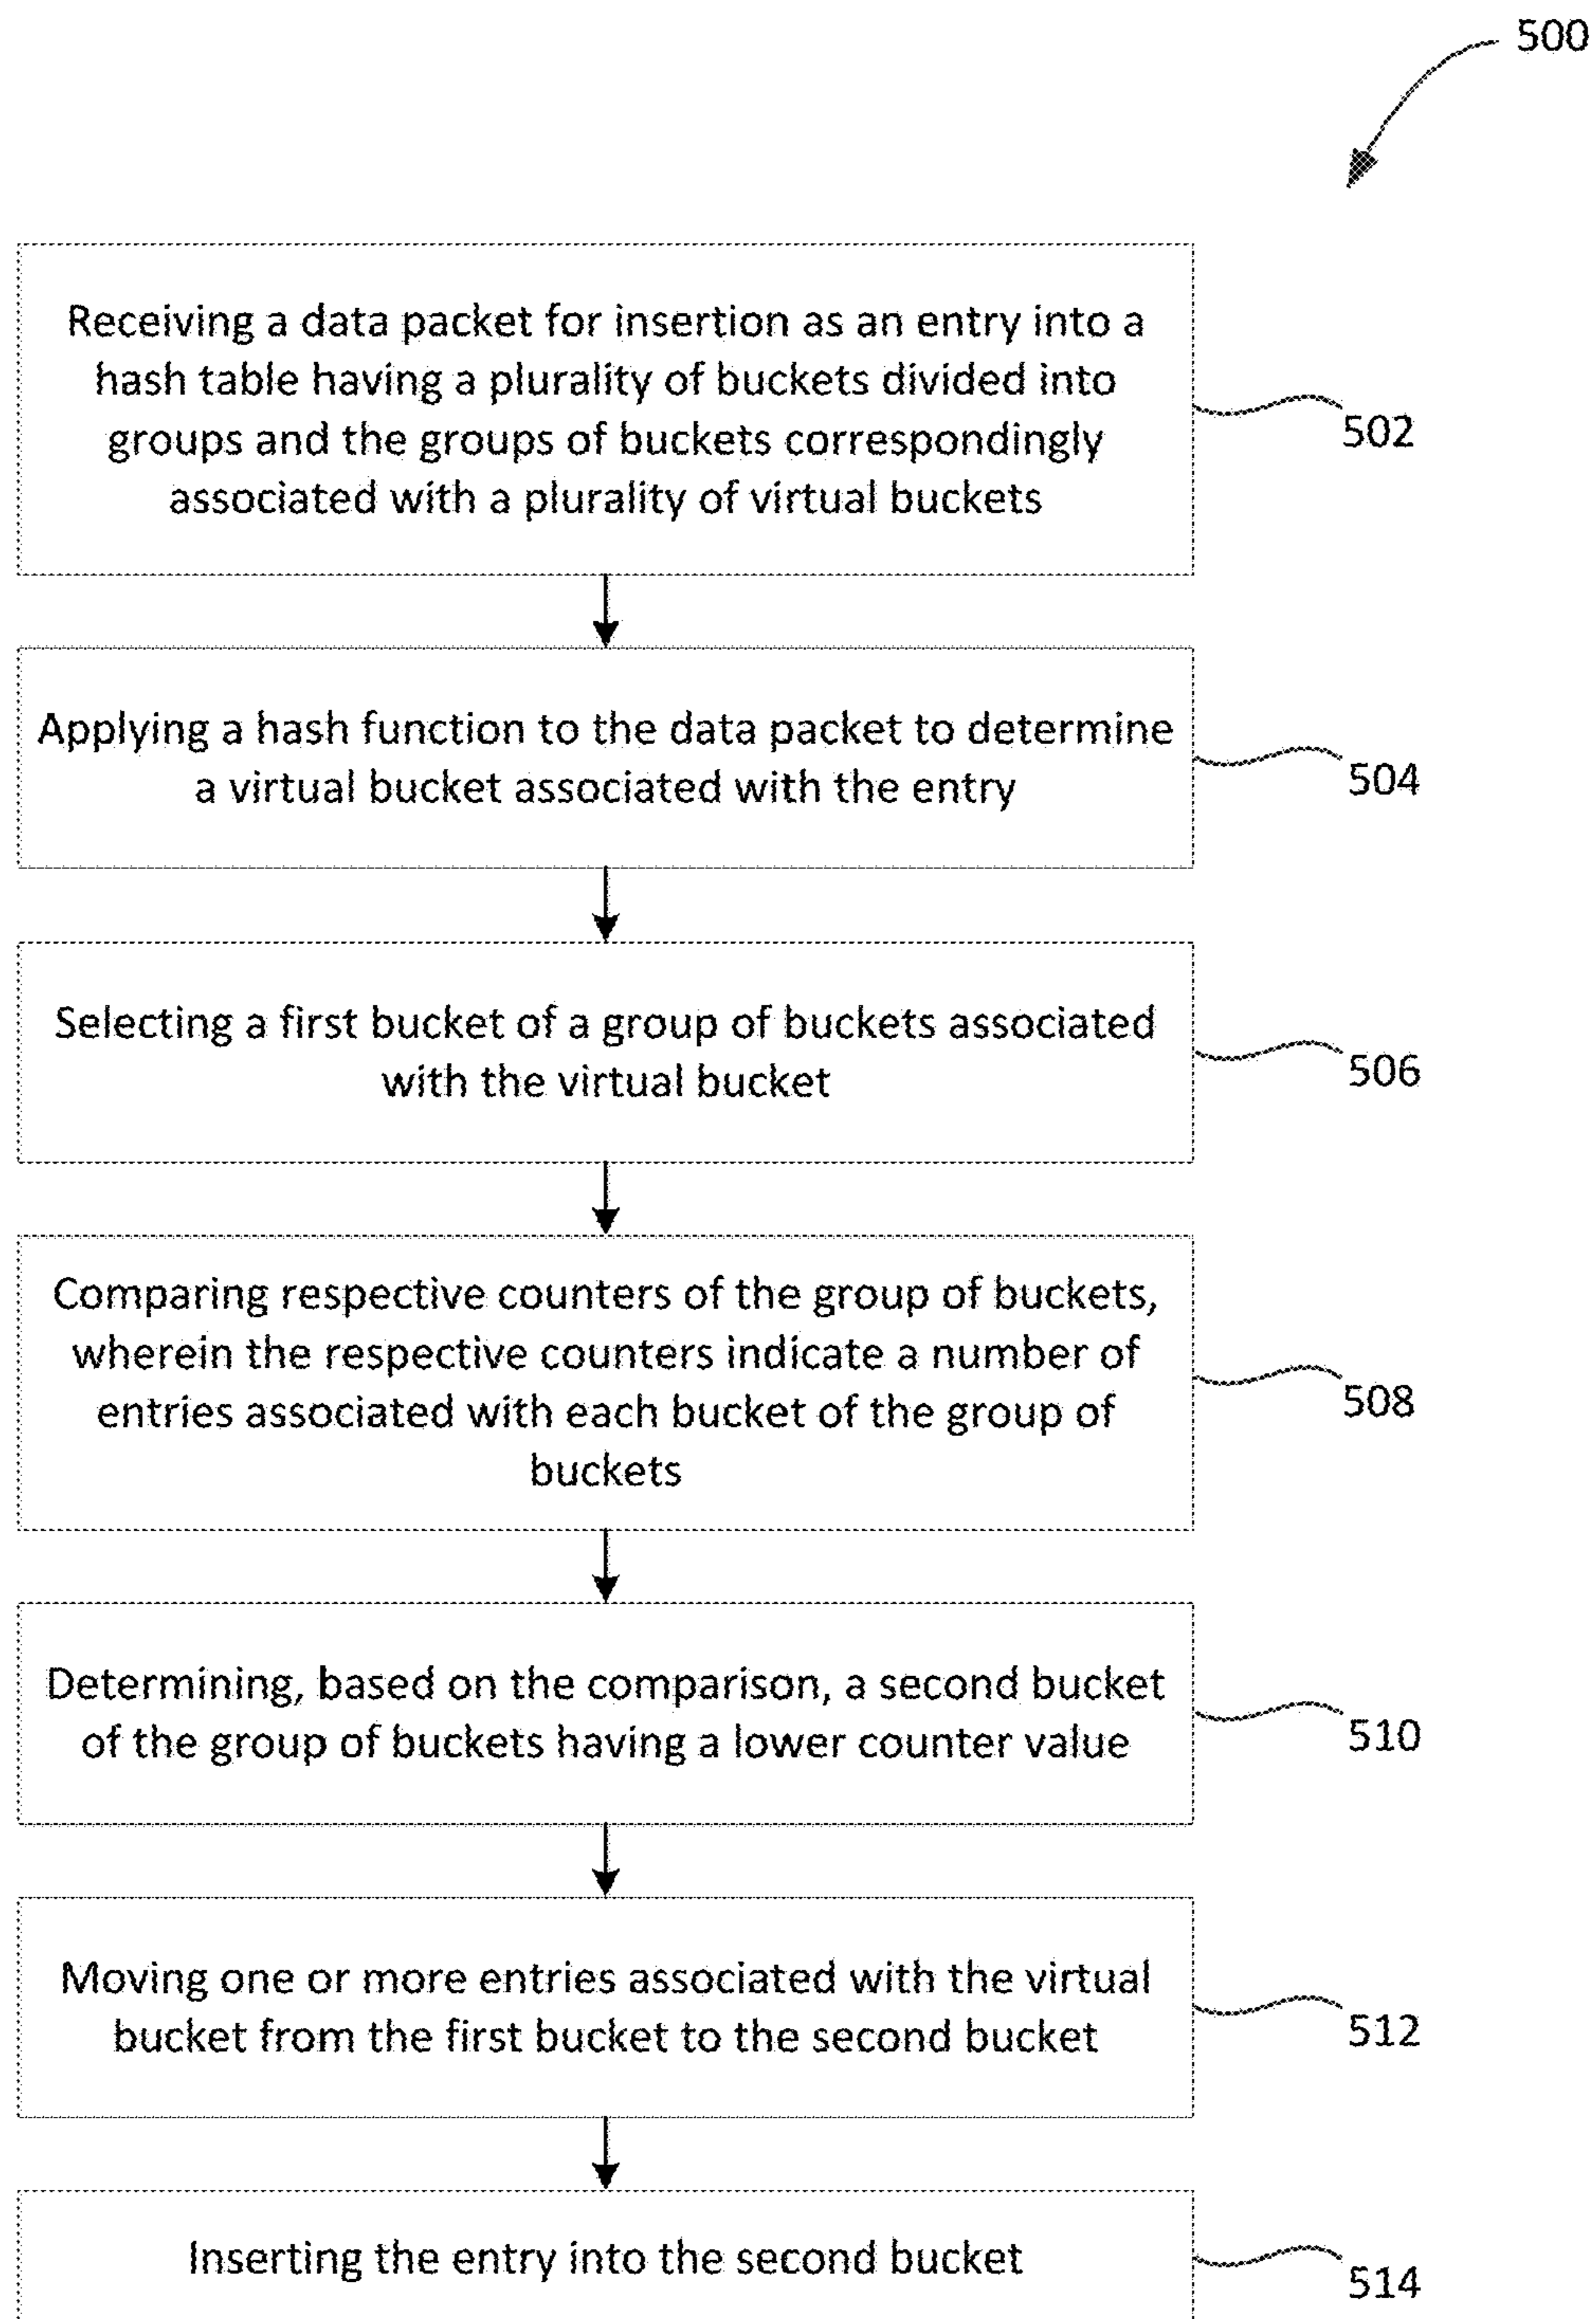 500
Receiving a data packet for insertion as an entry into a
hash table having a plurality of buckets divided into
groups and the groups of buckets correspondingly
associated with a plurality of virtual buckets
502
Applying a hash function to the data packet to determine
a virtual bucket associated with the entry
504
Selecting a first bucket of a group of buckets associated
with the virtual bucket
506
Comparing respective counters of the group of buckets,
wherein the respective counters indicate a number of
entries associated with each bucket of the group of
buckets
508
Determining, based on the comparison, a second bucket
of the group of buckets having a lower counter value
510
Moving one or more entries associated with the virtual
bucket from the first bucket to the second bucket
512
Inserting the entry into the second bucket
514